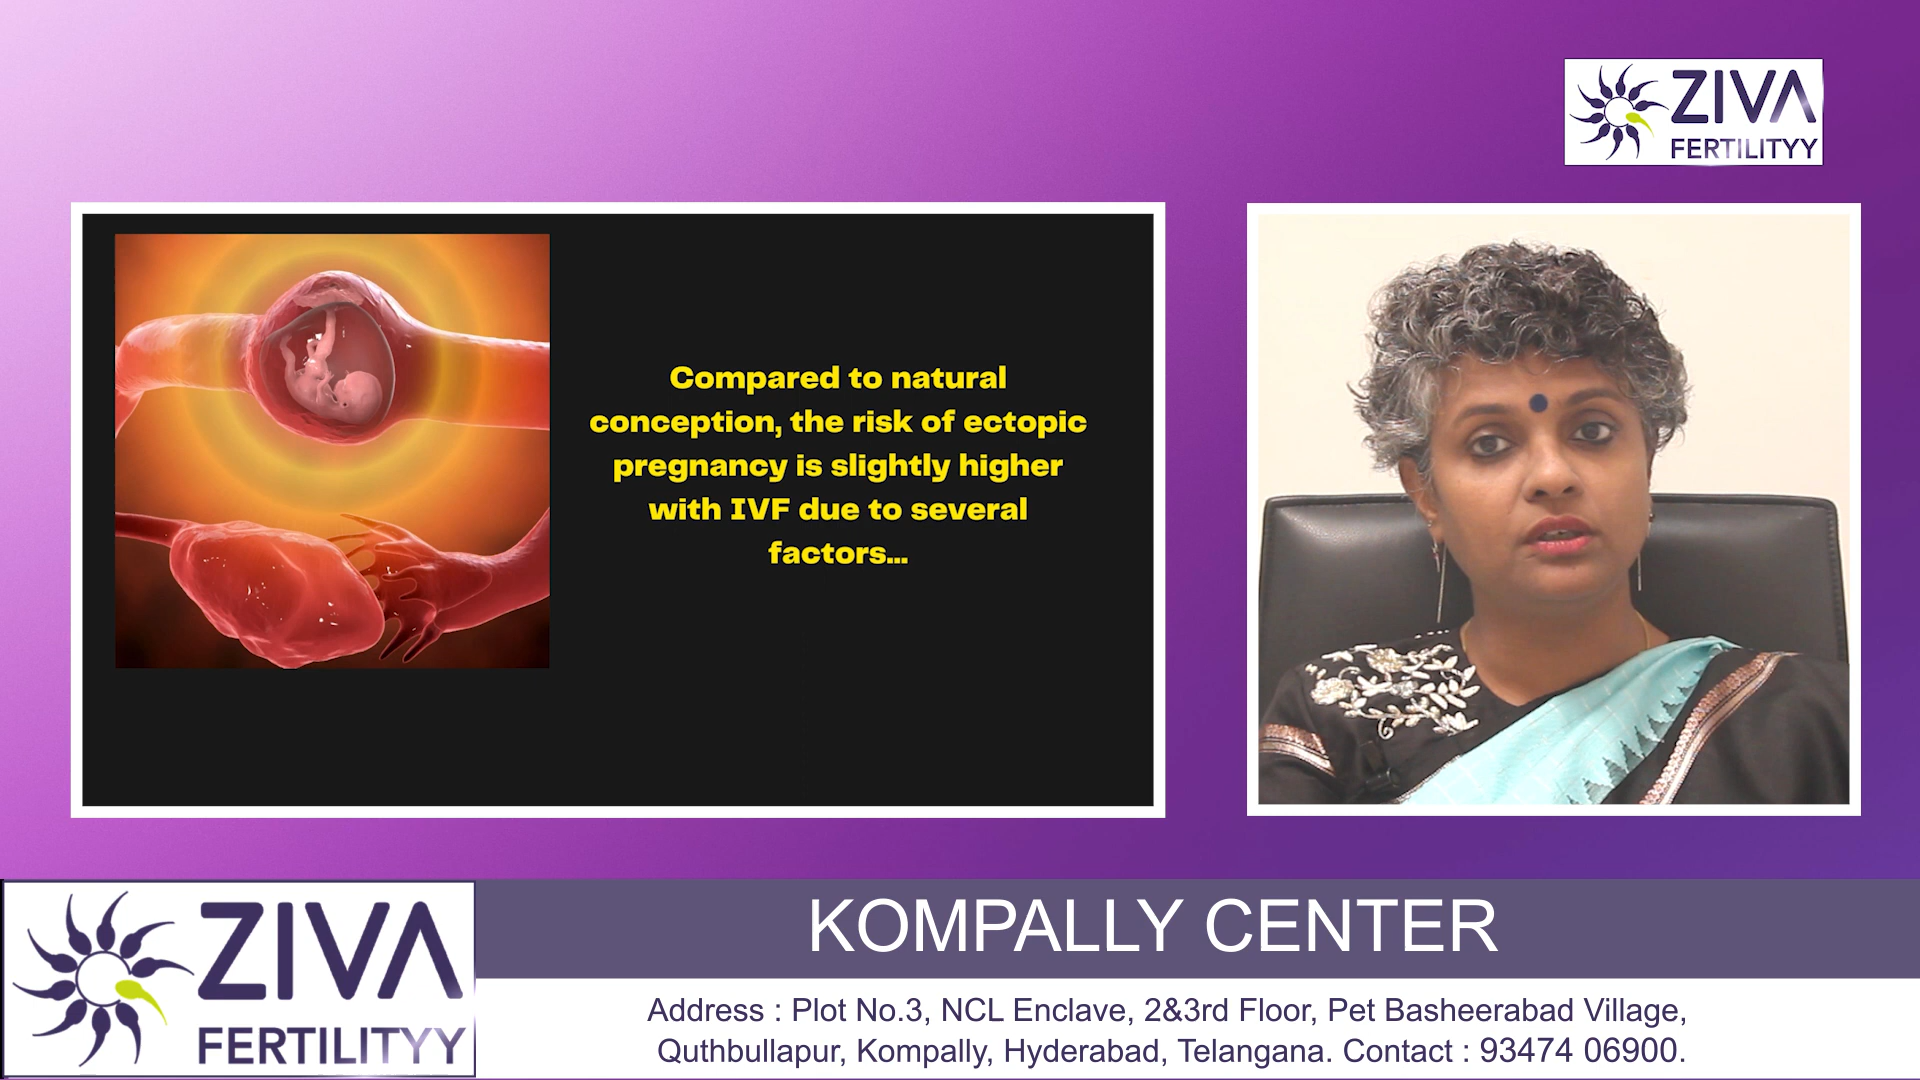 ZIVA
FERTILITYY
Compared to natural
conception, the risk of ectopic
pregnancy is slightly higher
with IVF due to several
factors...
ZIVA
FERTILITYY
KOMPALLY CENTER
Address : Plot No.3, NCL Enclave, 2&3rd Floor, Pet Basheerabad Village,
Quthbullapur, Kompally, Hyderabad, Telangana. Contact : 93474 06900.